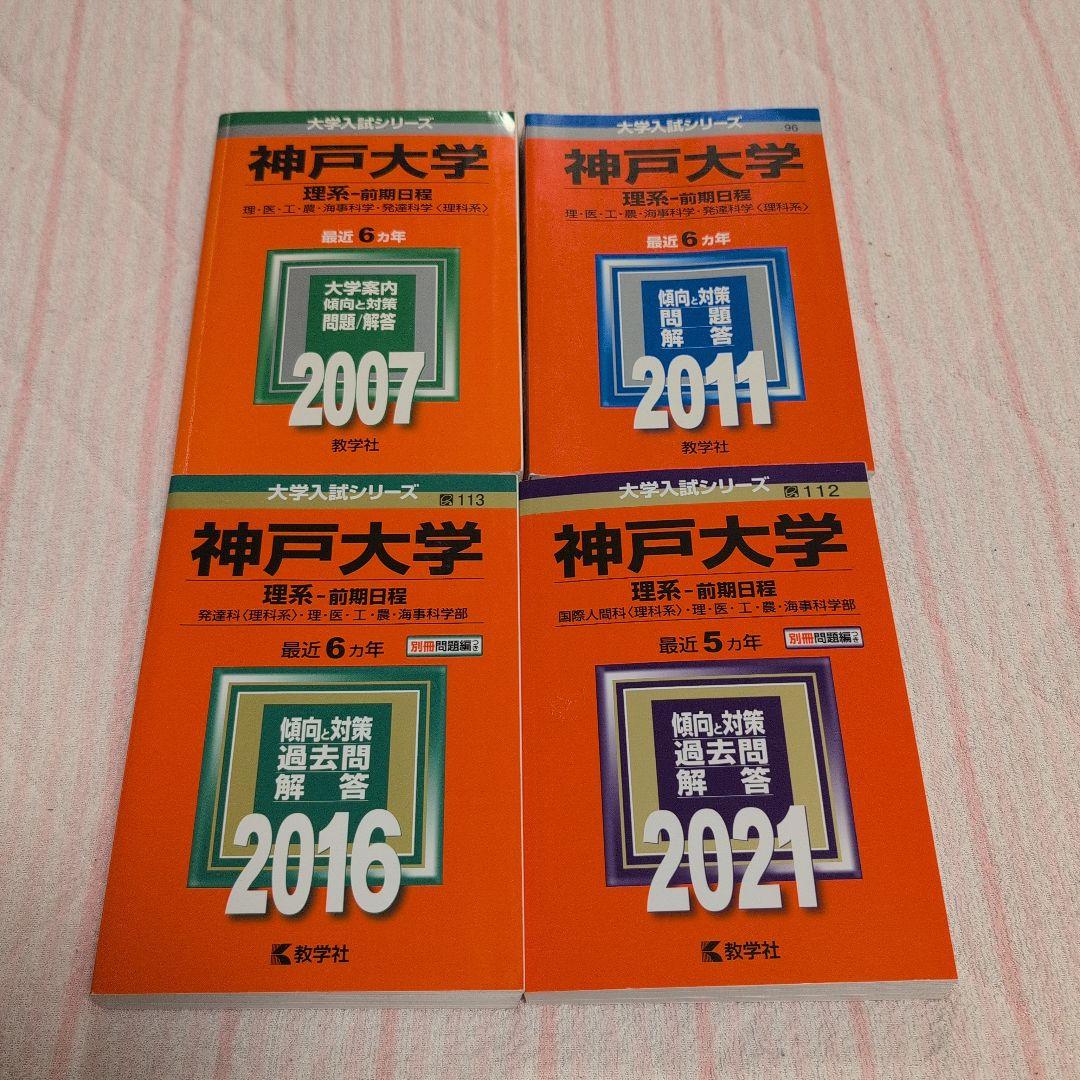 大学入試シリーズ
神戸大学
理系-前期日程
理・医・工・農・海事科学・発達科学〈理科系〉
最近6カ年
大学案内
傾向と対策
問題/解答
2007
教学社
大学入試シリーズ
96
神戸大学
理系-前期日程
理・医・工・農・海事科学・発達科学〈理科系〉
最近6カ年
傾向と対策
問題
解答
2011
教学社
大学入試シリーズ
113
神戸大学
理系-前期日程
発達科〈理科系〉・理・医・工・農・海事科学部
最近6カ年
別冊問題編つき
傾向と対策
過去問
解答
2016
教学社
大学入試シリーズ
112
神戸大学
理系-前期日程
国際人間科〈理科系〉・理・医・工・農・海事科学部
最近5カ年
別冊問題編つき
傾向と対策
過去問
解答
2021
教学社